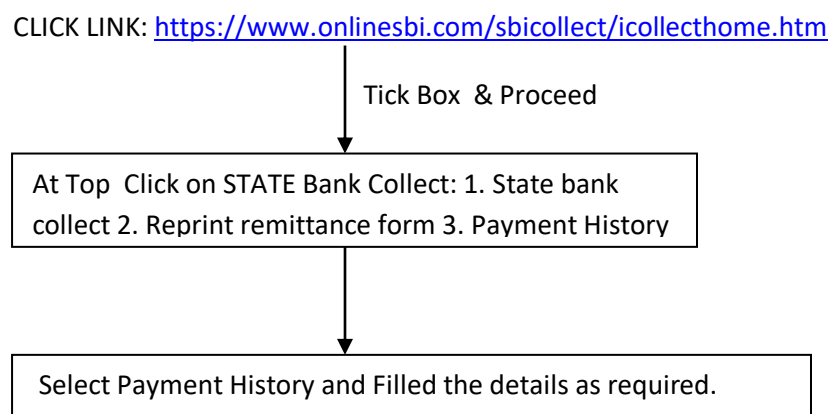 CLICK LINK: https://www.onlinesbi.com/sbicollect/icollecthome.htm
Tick Box & Proceed
At Top Click on STATE Bank Collect: 1. State bank
collect 2. Reprint remittance form 3. Payment History
Select Payment History and Filled the details as required.